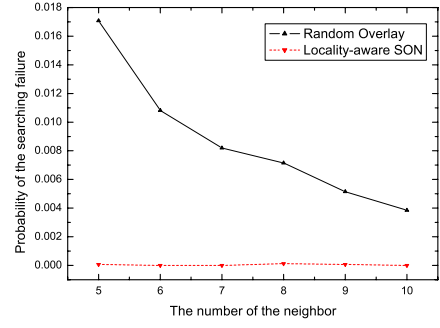 0.018
0.016
0.014
0.012
0.010
0.008
0.006
0.004
0.002
0.000
Probability of the searching failure
Random Overlay
Locality-aware SON
5 6 7 8 9 10
The number of the neighbor